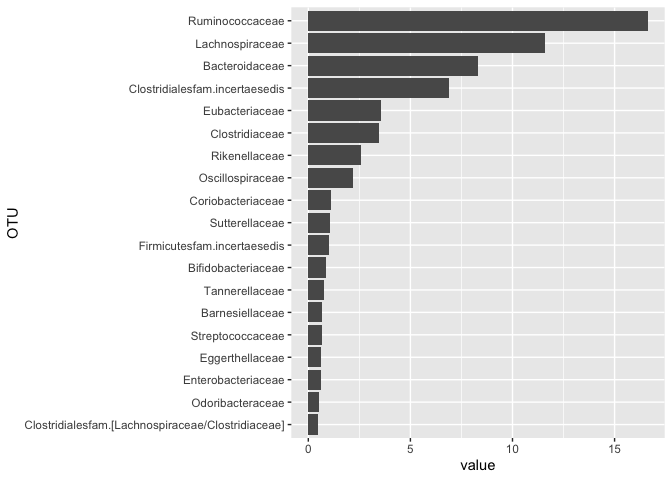 Ruminococcaceae
Lachnospiraceae
Bacteroidaceae
Clostridialesfam.incertaesedis
Eubacteriaceae
Clostridiaceae
Rikenellaceae
Oscillospiraceae
Coriobacteriaceae
Sutterellaceae
Firmicutesfam.incertaesedis
Bifidobacteriaceae
Tannerellaceae
Barnesiellaceae
Streptococcaceae
Eggerthellaceae
Enterobacteriaceae
Odoribacteraceae
Clostridialesfam.[Lachnospiraceae/Clostridiaceae]
OTU
0 5 10 15
value